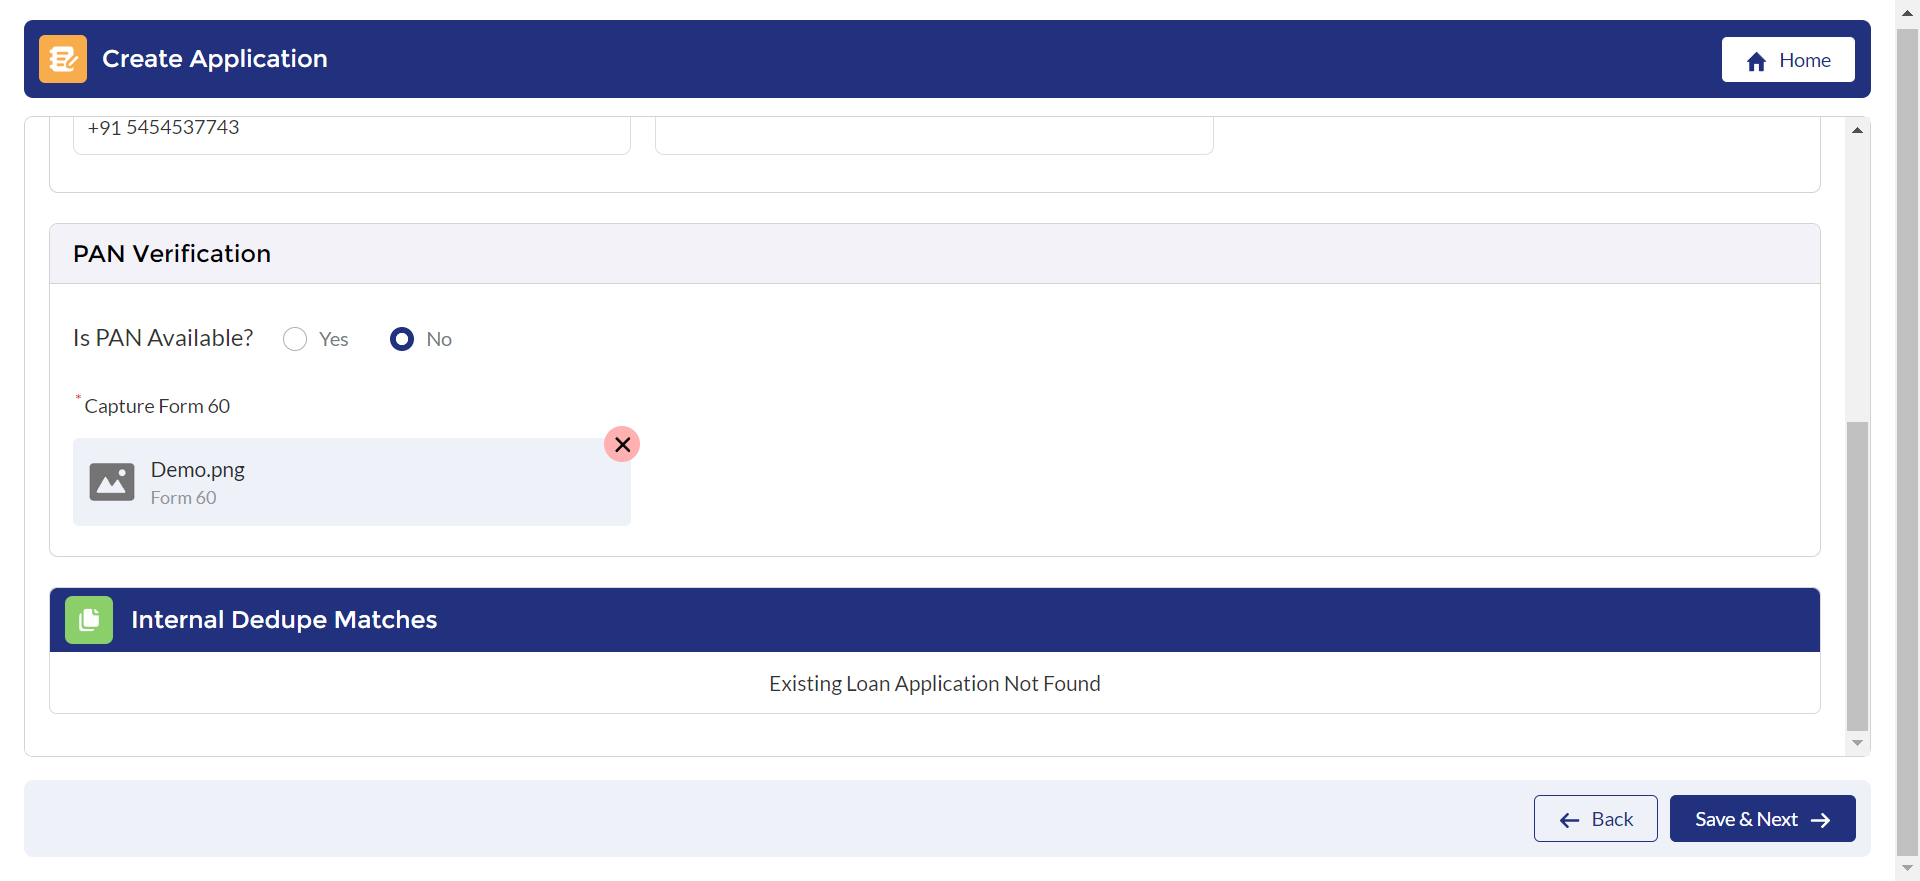 Create Application
Home
+91 5454537743
PAN Verification
Is PAN Available? Yes No
*Capture Form 60
Demo.png
Form 60
Internal Dedupe Matches
Existing Loan Application Not Found
Back Save & Next